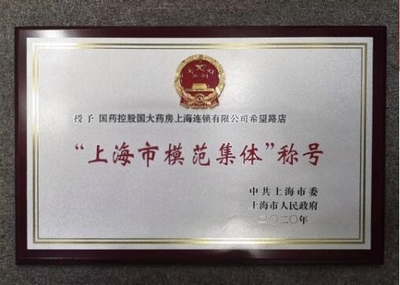 授予 国药控股国大药房上海连锁有限公司希望路店
“上海市模范集体”称号
中共上海市委
上海市人民政府
二〇二〇年